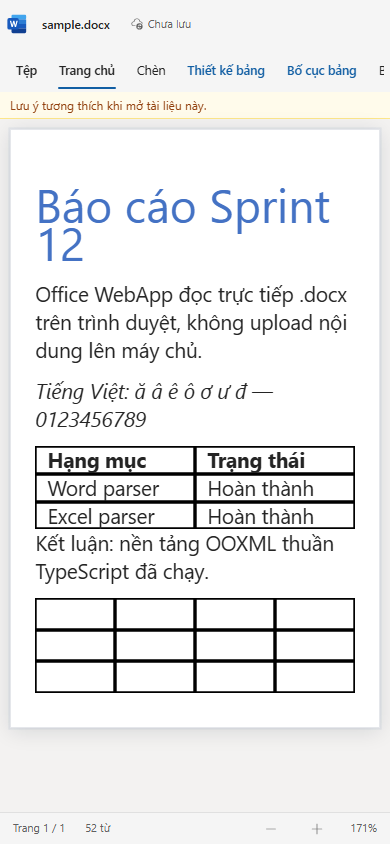 sample.docx
Chưa lưu
Tệp Trang chủ Chèn Thiết kế bảng Bố cục bảng
Lưu ý tương thích khi mở tài liệu này.
Báo cáo Sprint
12
Office WebApp đọc trực tiếp .docx
trên trình duyệt, không upload nội
dung lên máy chủ.
Tiếng Việt: ă â ê ô ơ ư đ —
0123456789
Hạng mục Trạng thái
Word parser Hoàn thành
Excel parser Hoàn thành
Kết luận: nền tảng OOXML thuần
TypeScript đã chạy.
Trang 1 / 1 52 từ 171%